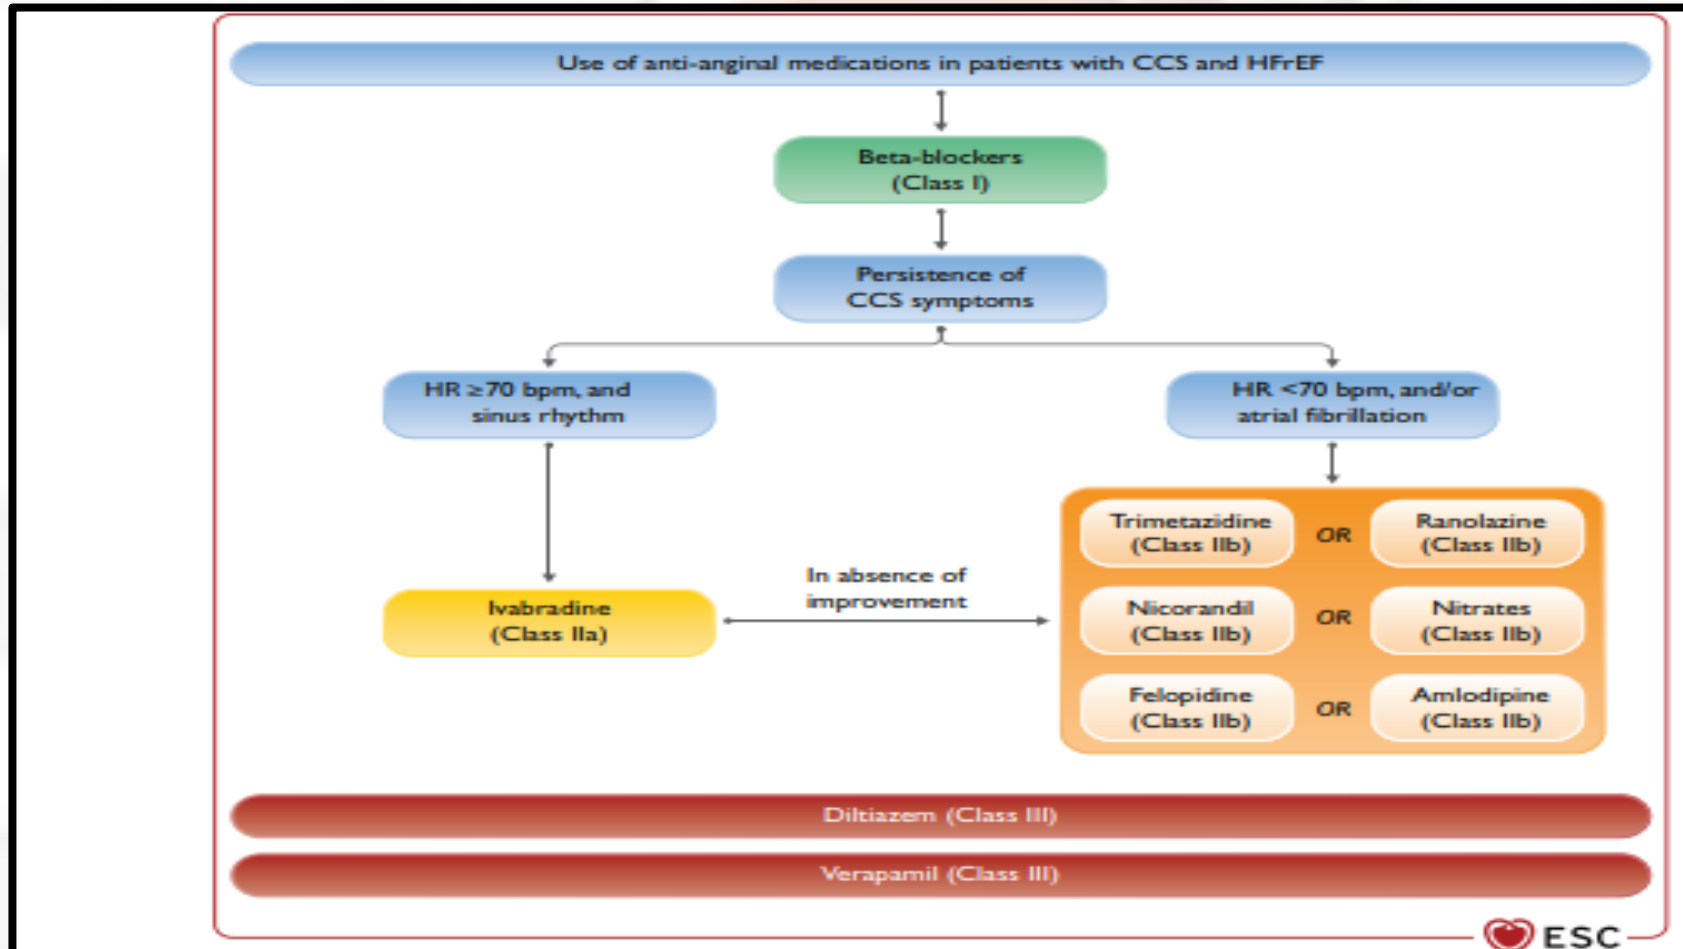 Use of anti-anginal medications in patients with CCS and HFrEF
Beta-blockers
(Class I)
Persistence of
CCS symptoms
HR ≥70 bpm, and
sinus rhythm
HR <70 bpm, and/or
atrial fibrillation
Trimetazidine
(Class IIb)
OR
Ranolazine
(Class IIb)
In absence of
improvement
Ivabradine
(Class IIa)
Nicorandil
(Class IIb)
OR
Nitrates
(Class IIb)
Felopidine
(Class IIb)
OR
Amlodipine
(Class IIb)
Diltiazem (Class III)
Verapamil (Class III)
ESC